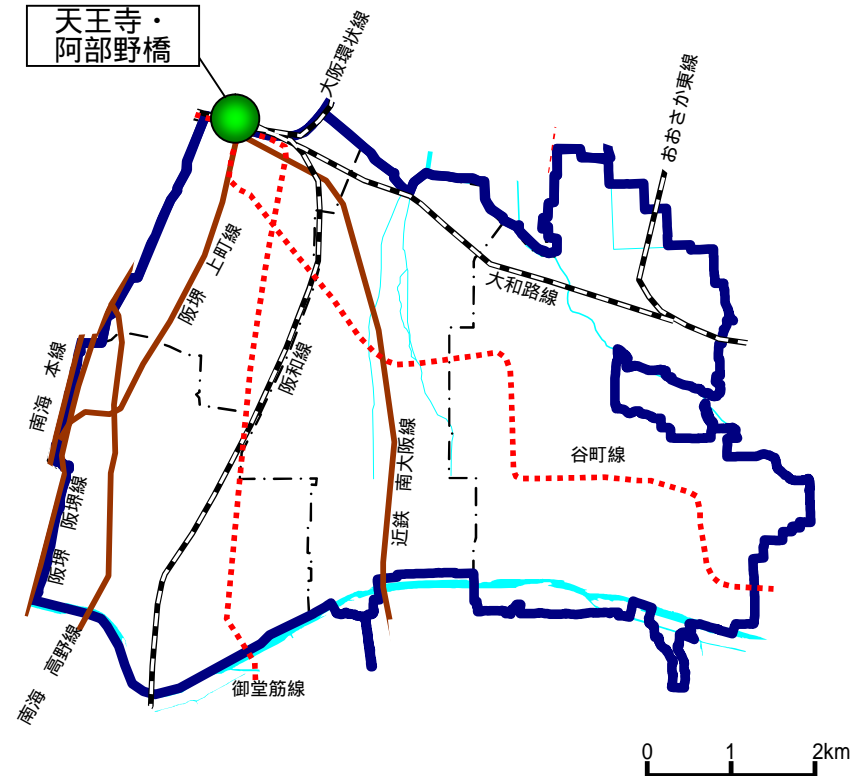 天王寺・
阿部野橋
大阪環状線
おおさか東線
阪堺 上町線
大和路線
南海 本線
阪和線
南大阪線
近鉄
谷町線
阪堺 阪堺線
南海 高野線
御堂筋線
0 1 2km